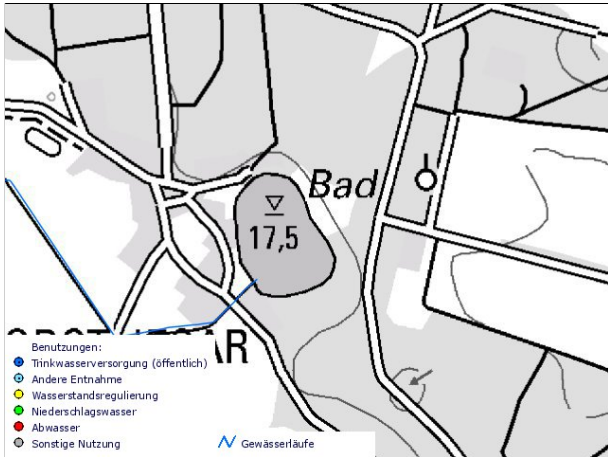 Bad
17,5
Benutzungen:
Trinkwasserversorgung (öffentlich)
Andere Entnahme
Wasserstandsregulierung
Niederschlagswasser
Abwasser
Sonstige Nutzung
Gewässerläufe